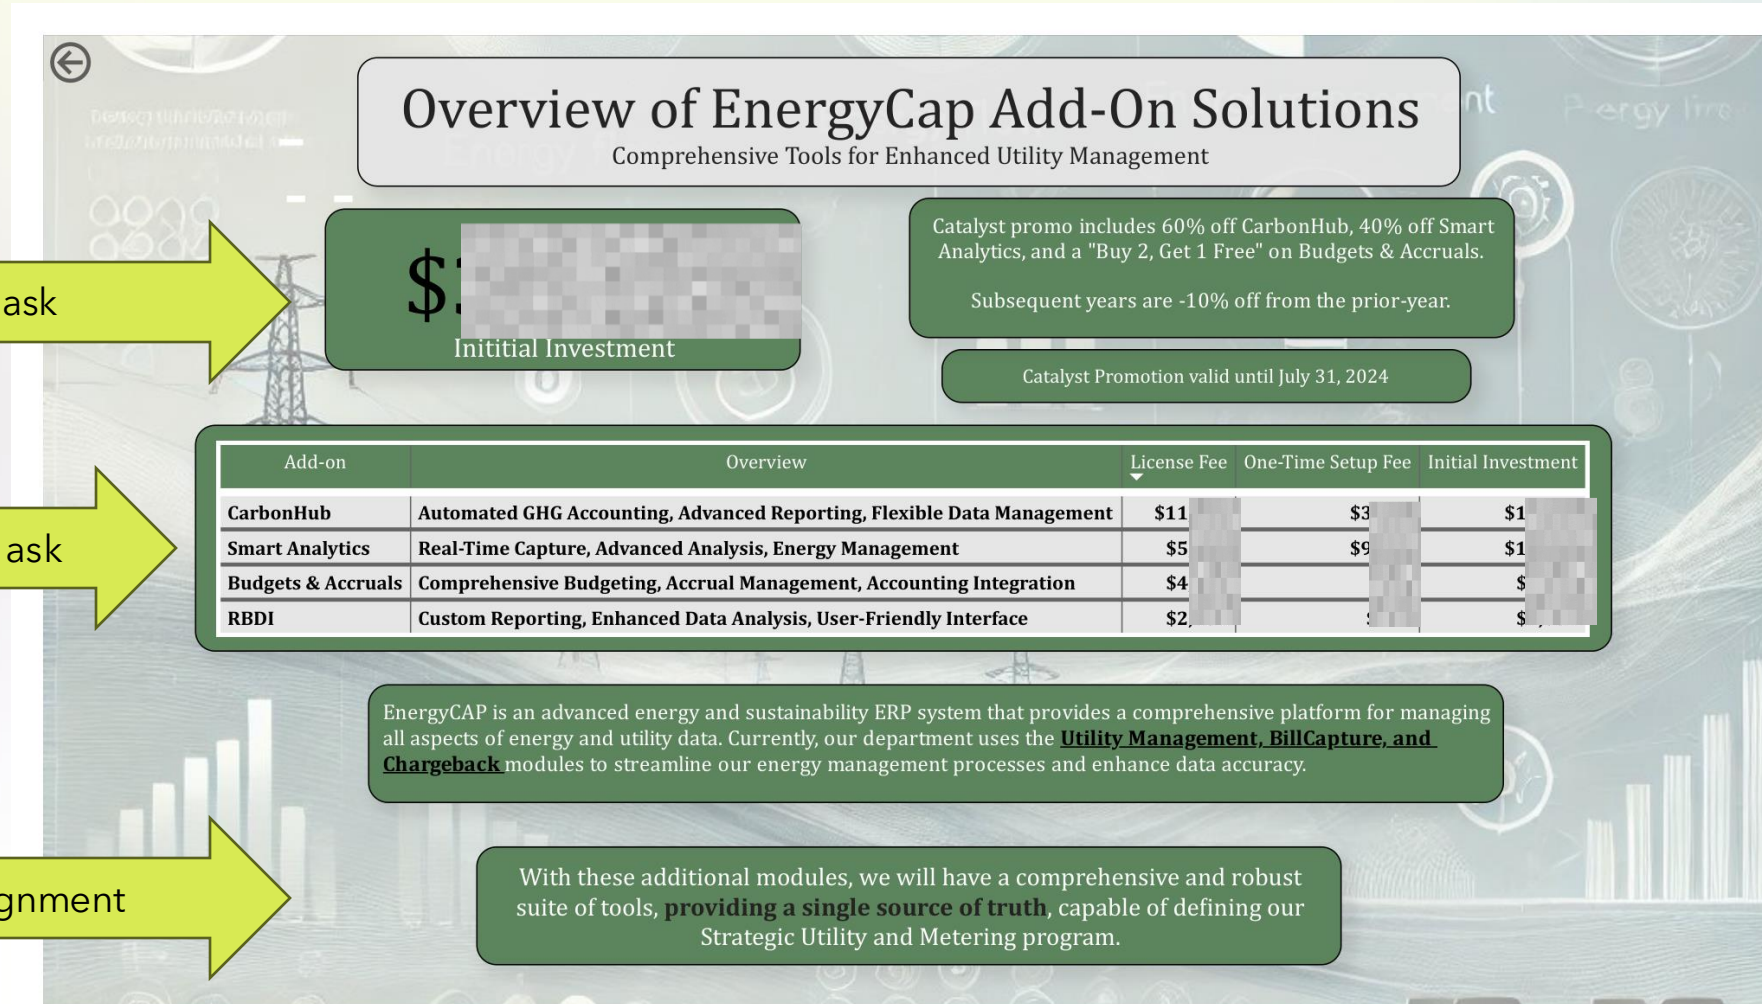 Overview of EnergyCap Add-On Solutions
Comprehensive Tools for Enhanced Utility Management
ask
$
Inititial Investment
Catalyst promo includes 60% off CarbonHub, 40% off Smart
Analytics, and a "Buy 2, Get 1 Free" on Budgets & Accruals.
Subsequent years are -10% off from the prior-year.
Catalyst Promotion valid until July 31, 2024
ask
Add-on Overview License Fee One-Time Setup Fee Initial Investment
CarbonHub Automated GHG Accounting, Advanced Reporting, Flexible Data Management $11 $3 $1
Smart Analytics Real-Time Capture, Advanced Analysis, Energy Management $5 $9 $1
Budgets & Accruals Comprehensive Budgeting, Accrual Management, Accounting Integration $4 $
RBDI Custom Reporting, Enhanced Data Analysis, User-Friendly Interface $2, $
EnergyCAP is an advanced energy and sustainability ERP system that provides a comprehensive platform for managing
all aspects of energy and utility data. Currently, our department uses the Utility Management, BillCapture, and
Chargeback modules to streamline our energy management processes and enhance data accuracy.
gnment
With these additional modules, we will have a comprehensive and robust
suite of tools, providing a single source of truth, capable of defining our
Strategic Utility and Metering program.